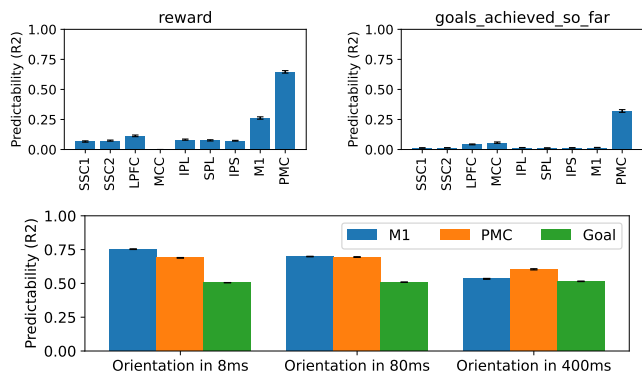 reward
Predictability (R2)
1.00
0.75
0.50
0.25
0.00
SSC1
SSC2
LPFC
MCC
IPL
SPL
IPS
M1
PMC
goals_achieved_so_far
Predictability (R2)
1.00
0.75
0.50
0.25
0.00
SSC1
SSC2
LPFC
MCC
IPL
SPL
IPS
M1
PMC
Predictability (R2)
1.00
0.75
0.50
0.25
0.00
M1 PMC Goal
Orientation in 8ms Orientation in 80ms Orientation in 400ms